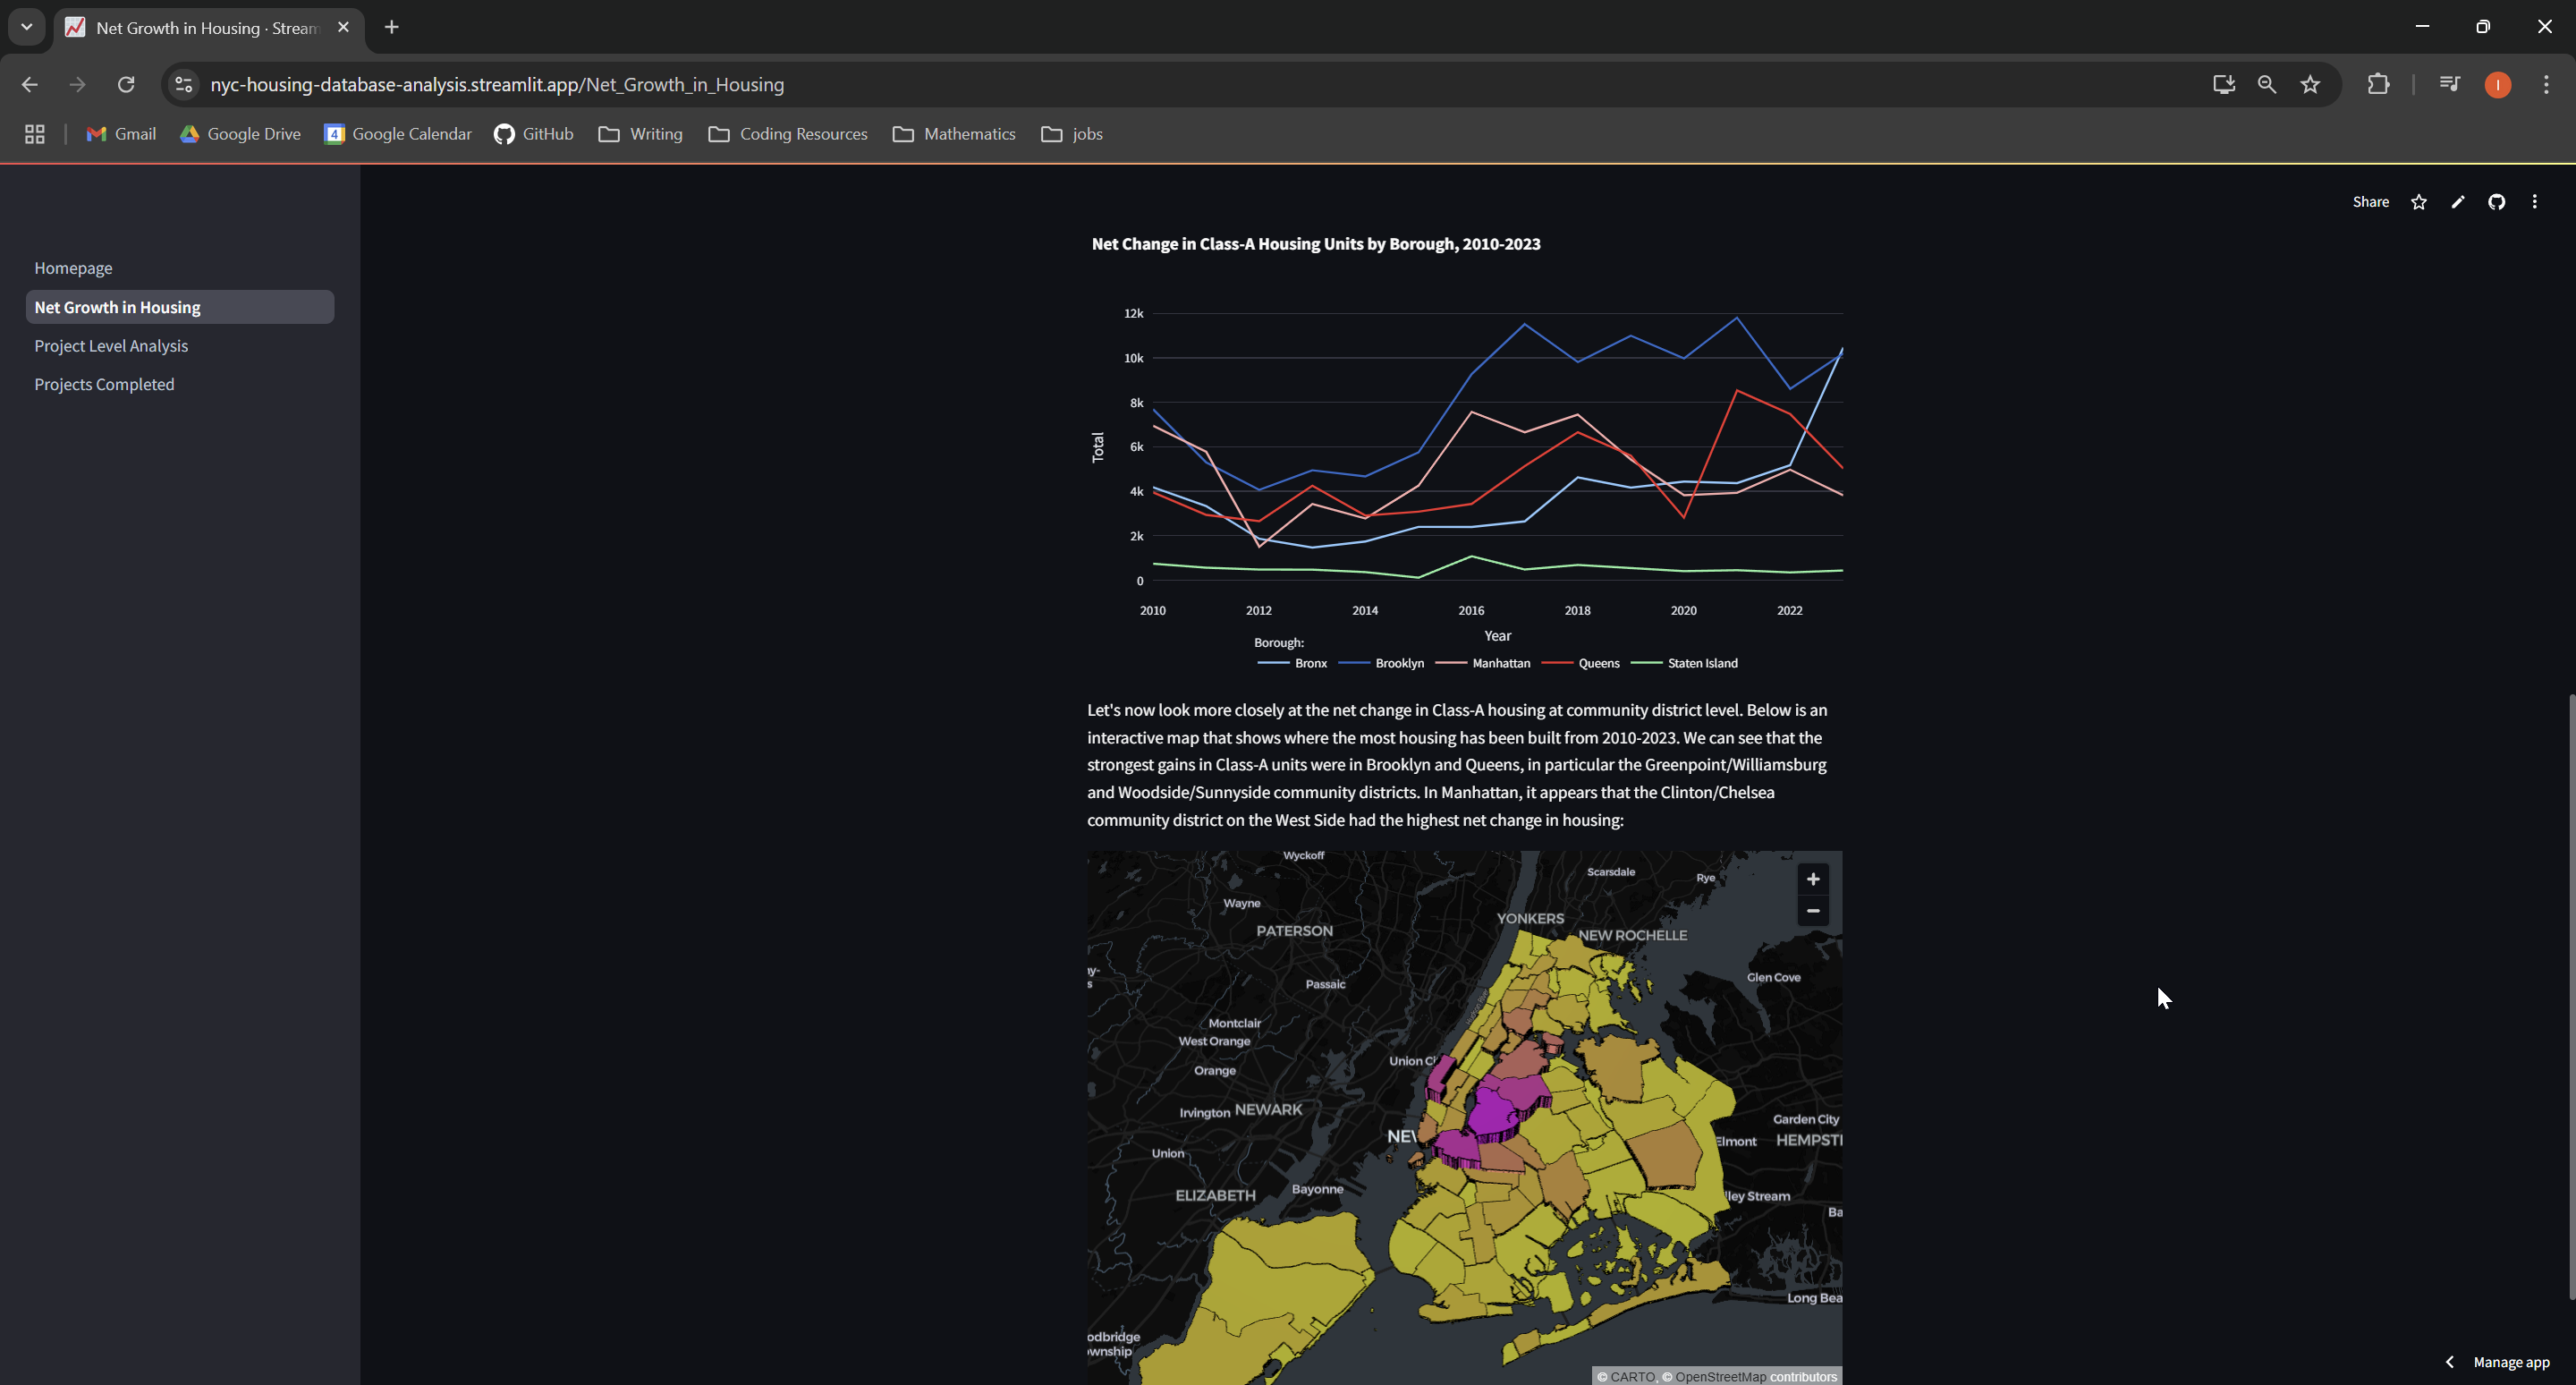 Net Growth in Housing · Stream
nyc-housing-database-analysis.streamlit.app/Net_Growth_in_Housing
I
Gmail
Google Drive
4
Google Calendar
GitHub
Writing
Coding Resources
Mathematics
jobs
Share
Homepage
Net Growth in Housing
Project Level Analysis
Projects Completed
Net Change in Class-A Housing Units by Borough, 2010-2023
12k
10k
8k
6k
4k
2k
0
Total
2010 2012 2014 2016 2018 2020 2022
Year
Borough:
Bronx Brooklyn Manhattan Queens Staten Island
Let's now look more closely at the net change in Class-A housing at community district level. Below is an
interactive map that shows where the most housing has been built from 2010-2023. We can see that the
strongest gains in Class-A units were in Brooklyn and Queens, in particular the Greenpoint/Williamsburg
and Woodside/Sunnyside community districts. In Manhattan, it appears that the Clinton/Chelsea
community district on the West Side had the highest net change in housing:
Wyckoff
Scarsdale
Rye
+
−
Wayne
YONKERS
PATERSON
NEW ROCHELLE
Glen Cove
Passaic
Montclair
West Orange
Union Ci
Orange
Irvington
NEWARK
Garden City
NEW
Elmont
HEMPST
Union
ELIZABETH
Bayonne
lley Stream
Ba
Long Bea
odbridge
ownship
© CARTO, © OpenStreetMap contributors
Manage app